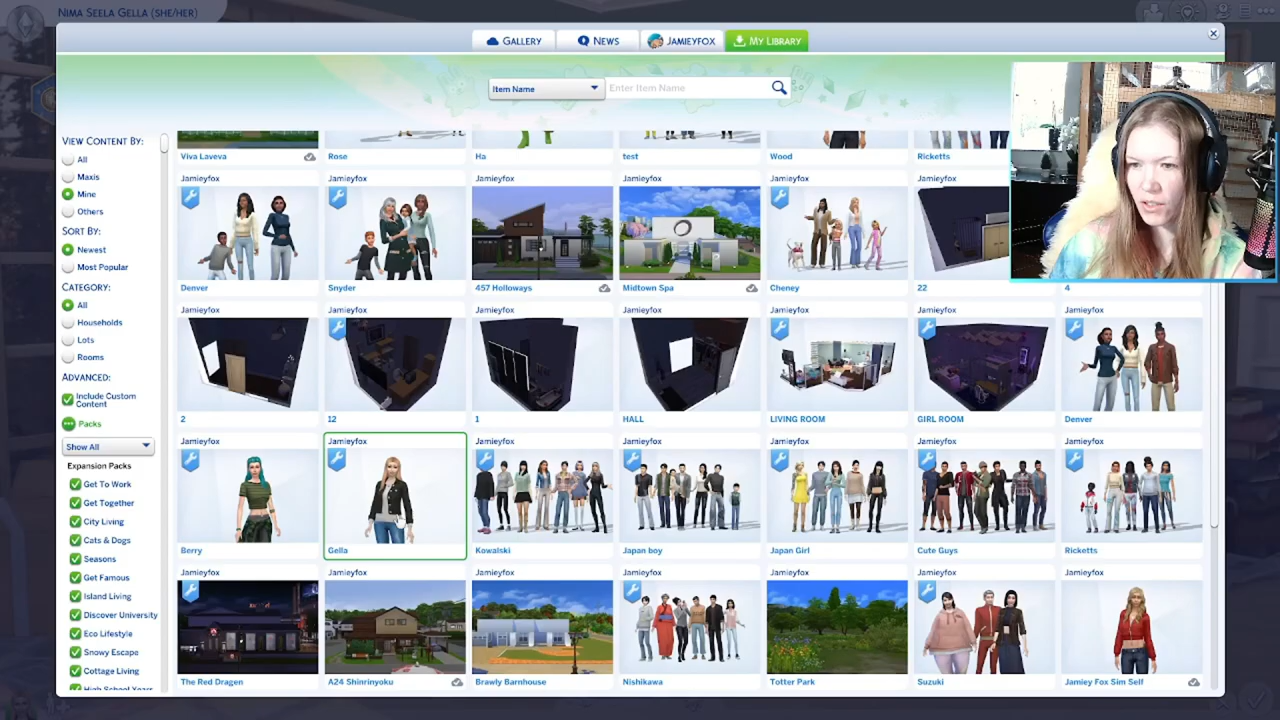 Nima Seela Gella (she/her)
Gallery
News
Jamieyfox
My Library
Item Name
Enter Item Name
View Content By:
All
Maxis
Mine
Others
Sort By:
Newest
Most Popular
Category:
All
Households
Lots
Rooms
Advanced:
Include Custom
Content
Packs
Show All
Expansion Packs
Get To Work
Get Together
City Living
Cats & Dogs
Seasons
Get Famous
Island Living
Discover University
Eco Lifestyle
Snowy Escape
Cottage Living
High School Years
Viva Laveva
Rose
Ha
test
Wood
Ricketts
Jamieyfox
Jamieyfox
Jamieyfox
Jamieyfox
Jamieyfox
Jamieyfox
Denver
Snyder
457 Holloways
Midtown Spa
Cheney
22
4
Jamieyfox
Jamieyfox
Jamieyfox
Jamieyfox
Jamieyfox
Jamieyfox
Jamieyfox
2
12
1
HALL
LIVING ROOM
GIRL ROOM
Denver
Jamieyfox
Jamieyfox
Jamieyfox
Jamieyfox
Jamieyfox
Jamieyfox
Jamieyfox
Berry
Gella
Kowalski
Japan boy
Japan Girl
Cute Guys
Ricketts
Jamieyfox
Jamieyfox
Jamieyfox
Jamieyfox
Jamieyfox
Jamieyfox
Jamieyfox
The Red Dragen
A24 Shinrinyoku
Brawly Barnhouse
Nishikawa
Totter Park
Suzuki
Jamiey Fox Sim Self